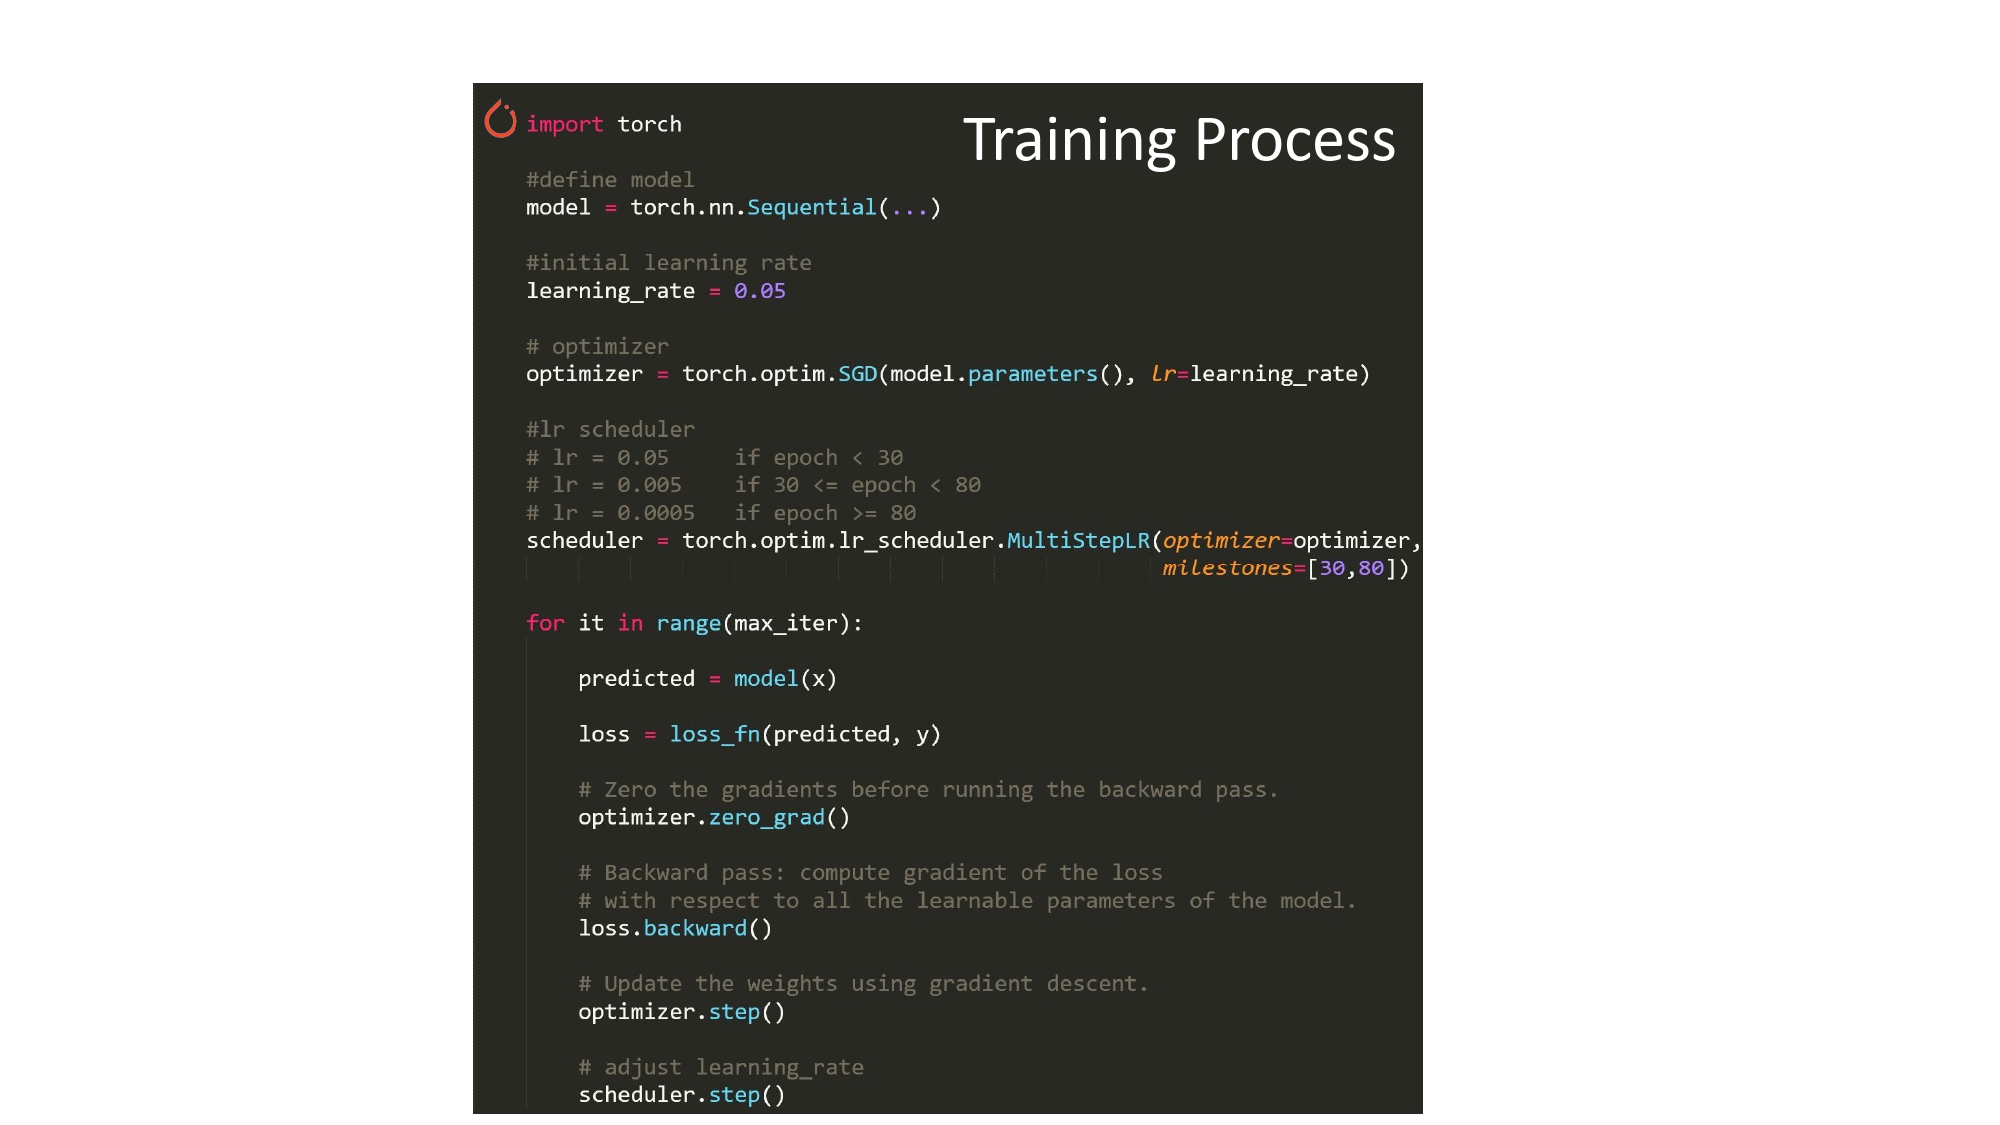 import torch
Training Process
#define model
model = torch.nn.Sequential(...)
#initial learning rate
learning_rate = 0.05
# optimizer
optimizer = torch.optim.SGD(model.parameters(), lr=learning_rate)
#lr scheduler
# lr = 0.05     if epoch < 30
# lr = 0.005    if 30 <= epoch < 80
# lr = 0.0005   if epoch >= 80
scheduler = torch.optim.lr_scheduler.MultiStepLR(optimizer=optimizer,
milestones=[30,80])
for it in range(max_iter):
predicted = model(x)
loss = loss_fn(predicted, y)
# Zero the gradients before running the backward pass.
optimizer.zero_grad()
# Backward pass: compute gradient of the loss
# with respect to all the learnable parameters of the model.
loss.backward()
# Update the weights using gradient descent.
optimizer.step()
# adjust learning_rate
scheduler.step()